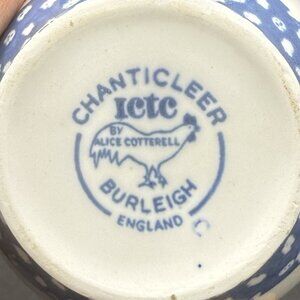 CHANTICLEER
ICTC
BY
ALICE COTTERELL
BURLEIGH
ENGLAND
C